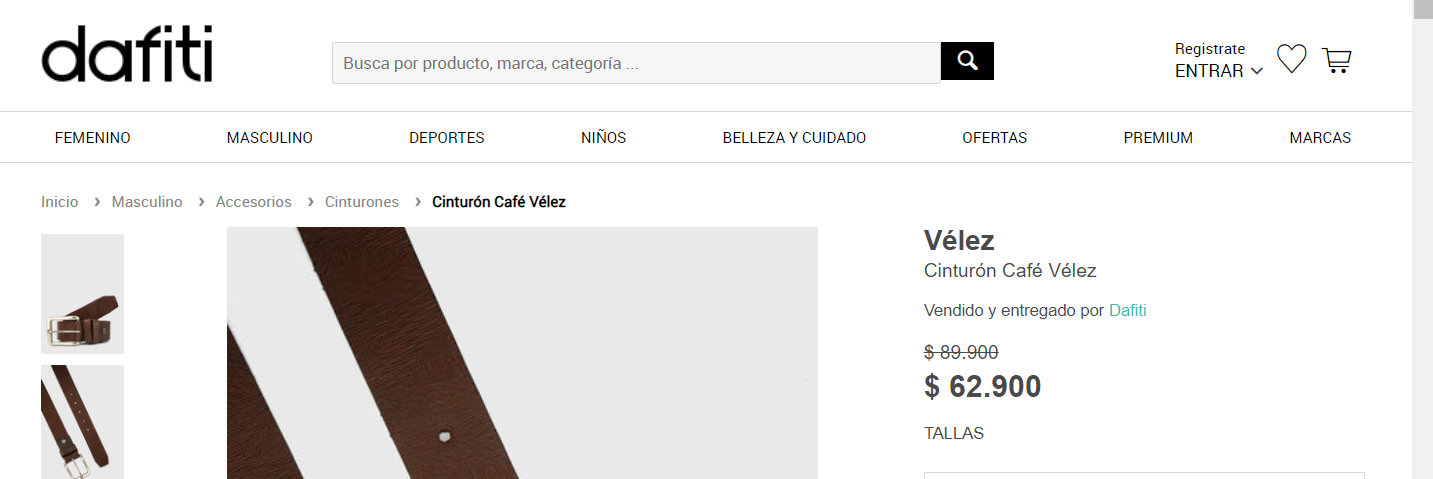 dafiti
Busca por producto, marca, categoría ...
Registrate
ENTRAR
FEMENINO MASCULINO DEPORTES NIÑOS BELLEZA Y CUIDADO OFERTAS PREMIUM MARCAS
Inicio › Masculino › Accesorios › Cinturones › Cinturón Café Vélez
Vélez
Cinturón Café Vélez
Vendido y entregado por Dafiti
$ 89.900
$ 62.900
TALLAS